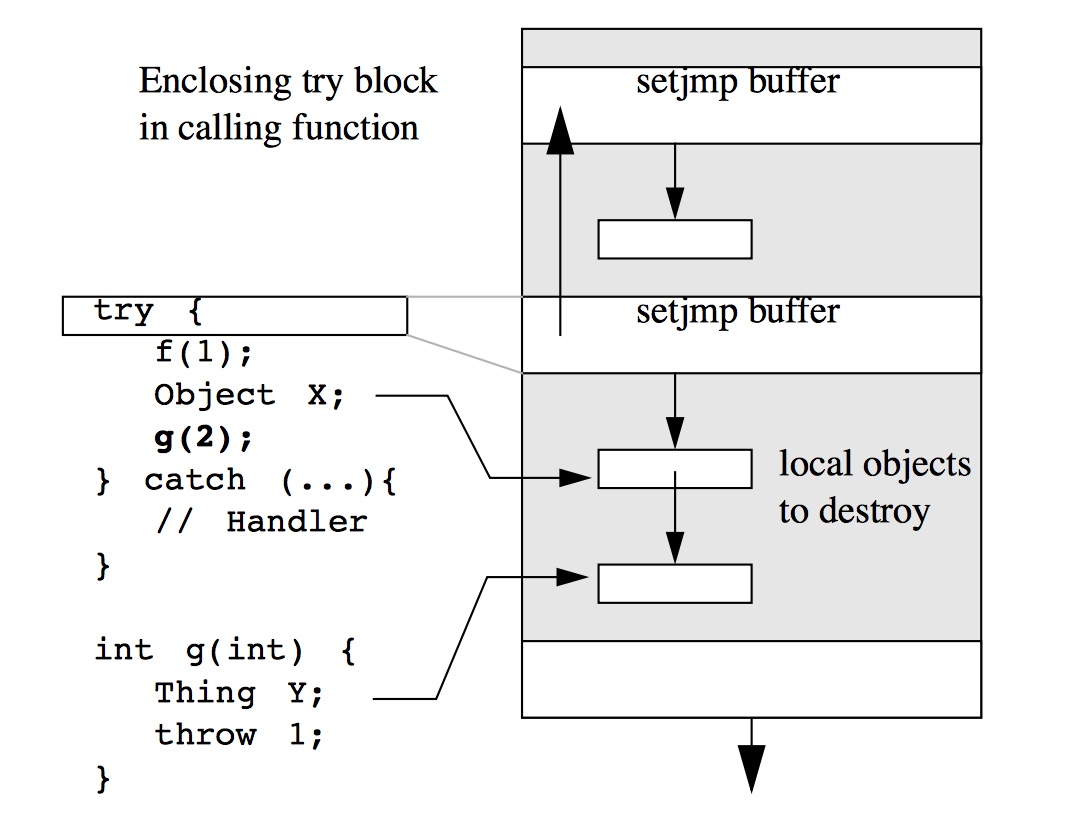 Enclosing try block
in calling function
setjmp buffer
try {
setjmp buffer
f(1);
Object X;
g(2);
} catch (...){
// Handler
}
local objects
to destroy
int g(int) {
Thing Y;
throw 1;
}